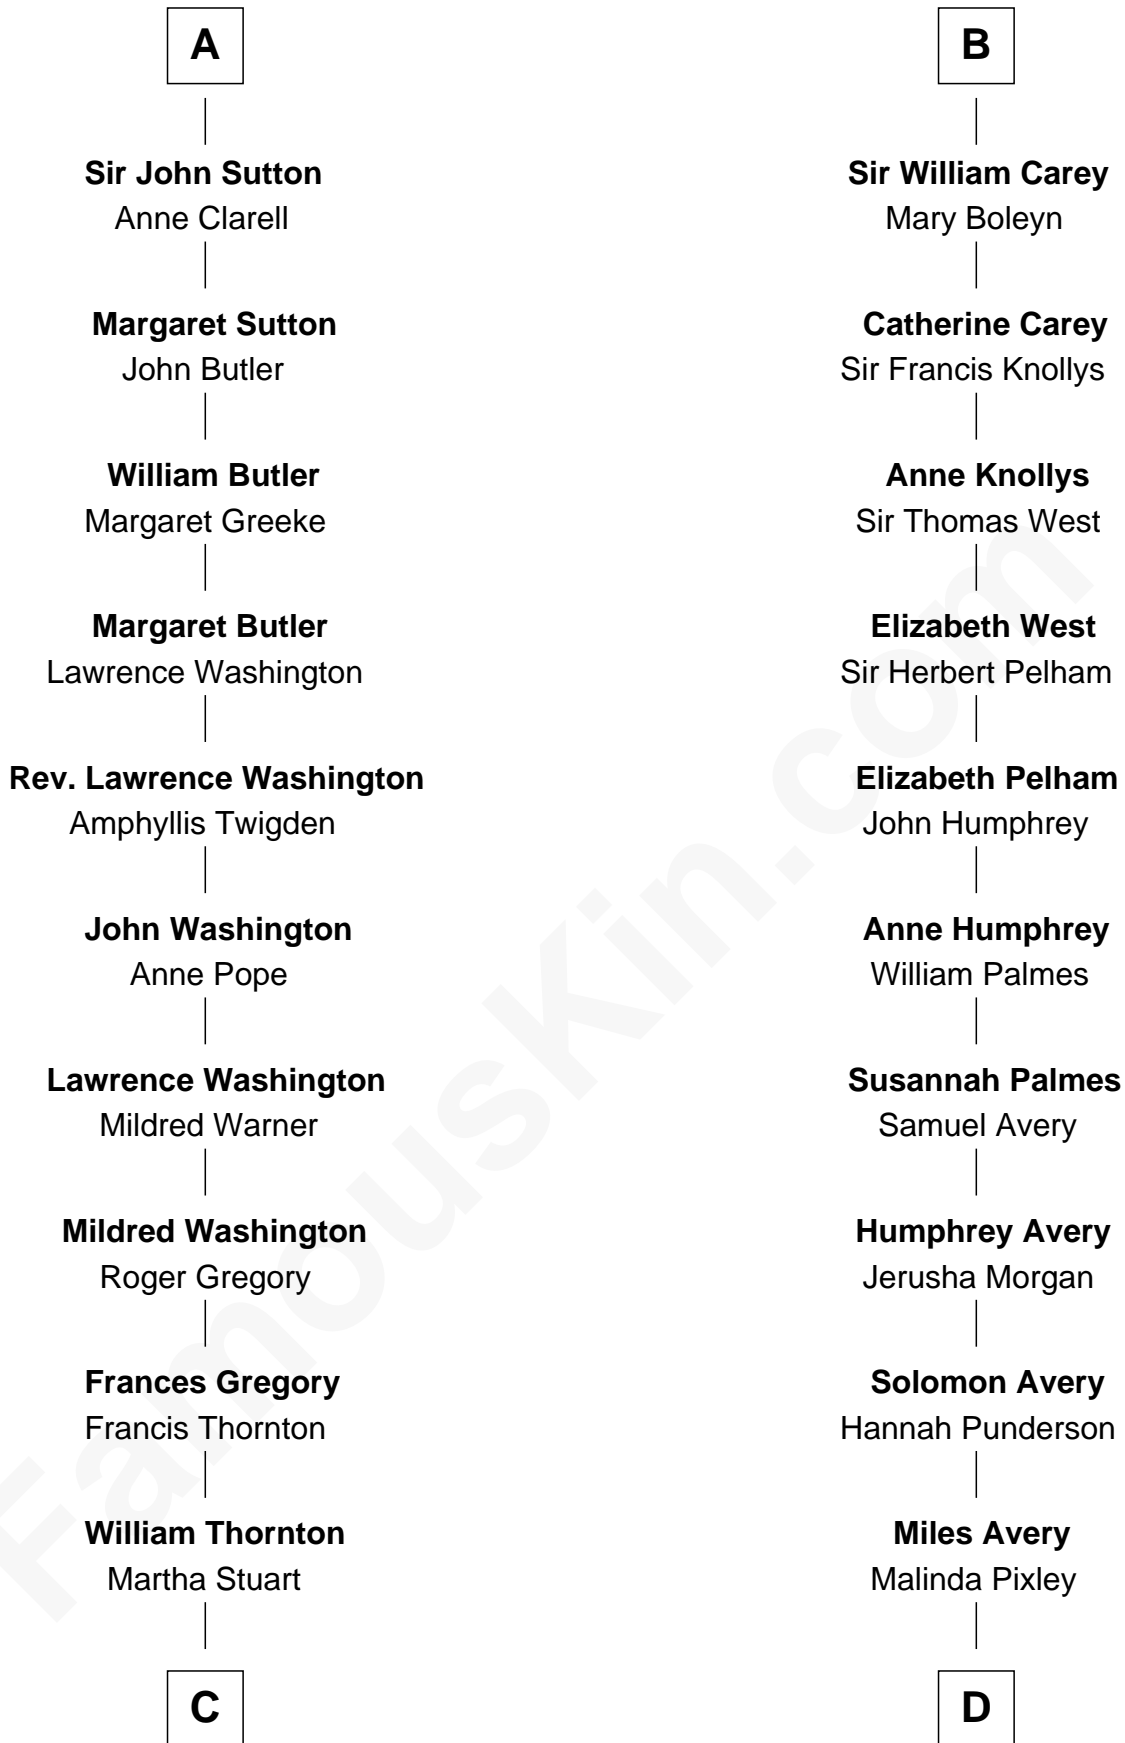 A
Sir John Sutton
Anne Clarell
Margaret Sutton
John Butler
William Butler
Margaret Greeke
Margaret Butler
Lawrence Washington
Rev. Lawrence Washington
Amphyllis Twigden
John Washington
Anne Pope
Lawrence Washington
Mildred Warner
Mildred Washington
Roger Gregory
Frances Gregory
Francis Thornton
William Thornton
Martha Stuart
C
B
Sir William Carey
Mary Boleyn
Catherine Carey
Sir Francis Knollys
Anne Knollys
Sir Thomas West
Elizabeth West
Sir Herbert Pelham
Elizabeth Pelham
John Humphrey
Anne Humphrey
William Palmes
Susannah Palmes
Samuel Avery
Humphrey Avery
Jerusha Morgan
Solomon Avery
Hannah Punderson
Miles Avery
Malinda Pixley
D
FamousKin.com